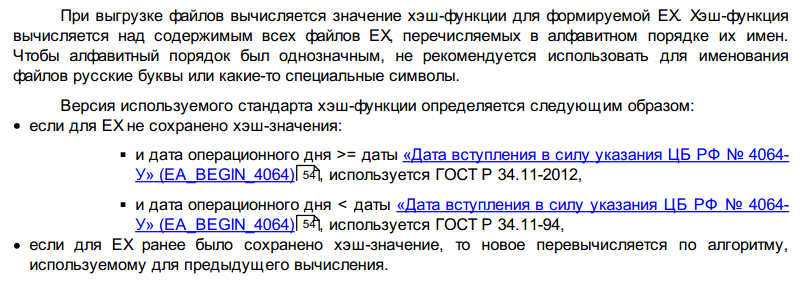 При выгрузке файлов вычисляется значение хэш-функции для формируемой ЕХ. Хэш-функция
вычисляется над содержимым всех файлов ЕХ, перечисляемых в алфавитном порядке их имен.
Чтобы алфавитный порядок был однозначным, не рекомендуется использовать для именования
файлов русские буквы или какие-то специальные символы.
Версия используемого стандарта хэш-функции определяется следующим образом:
• если для ЕХ не сохранено хэш-значения:
▪ и дата операционного дня >= даты «Дата вступления в силу указания ЦБ РФ № 4064-
У» (EA_BEGIN_4064) 54, используется ГОСТ Р 34.11-2012,
▪ и дата операционного дня < даты «Дата вступления в силу указания ЦБ РФ № 4064-
У» (EA_BEGIN_4064) 54, используется ГОСТ Р 34.11-94,
• если для ЕХ ранее было сохранено хэш-значение, то новое перевычисляется по алгоритму,
используемому для предыдущего вычисления.